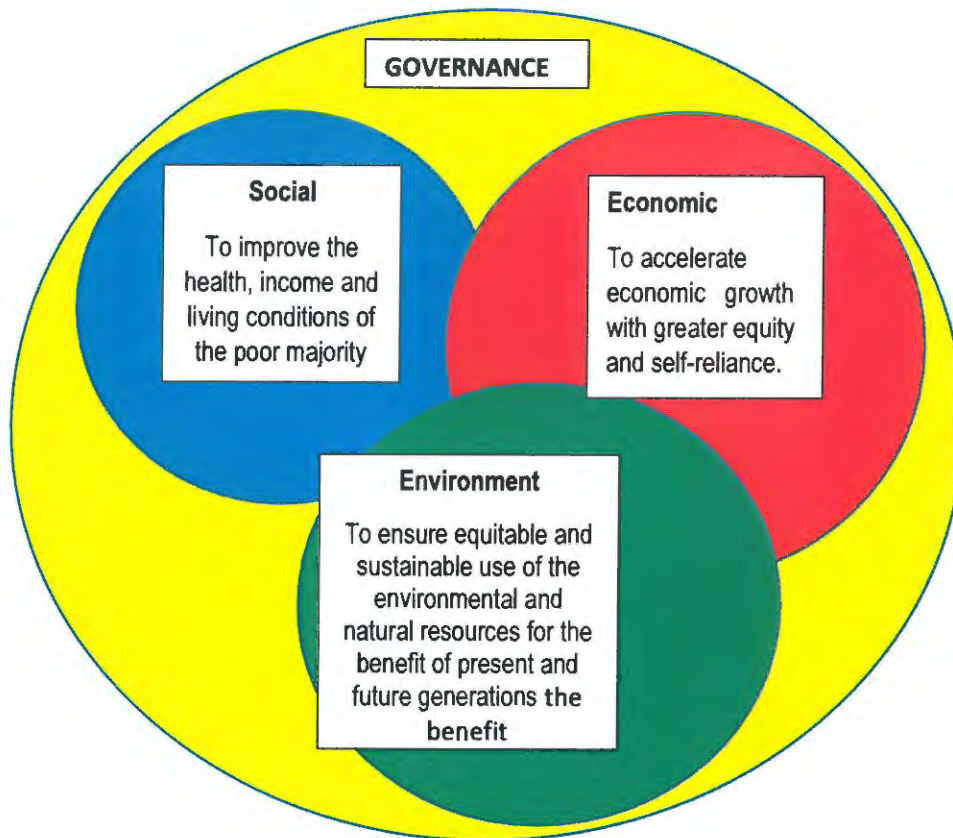 GOVERNANCE
Social
To improve the
health, income and
living conditions of
the poor majority
Economic
To accelerate
economic growth
with greater equity
and self-reliance.
Environment
To ensure equitable and
sustainable use of the
environmental and
natural resources for the
benefit of present and
future generations the
benefit